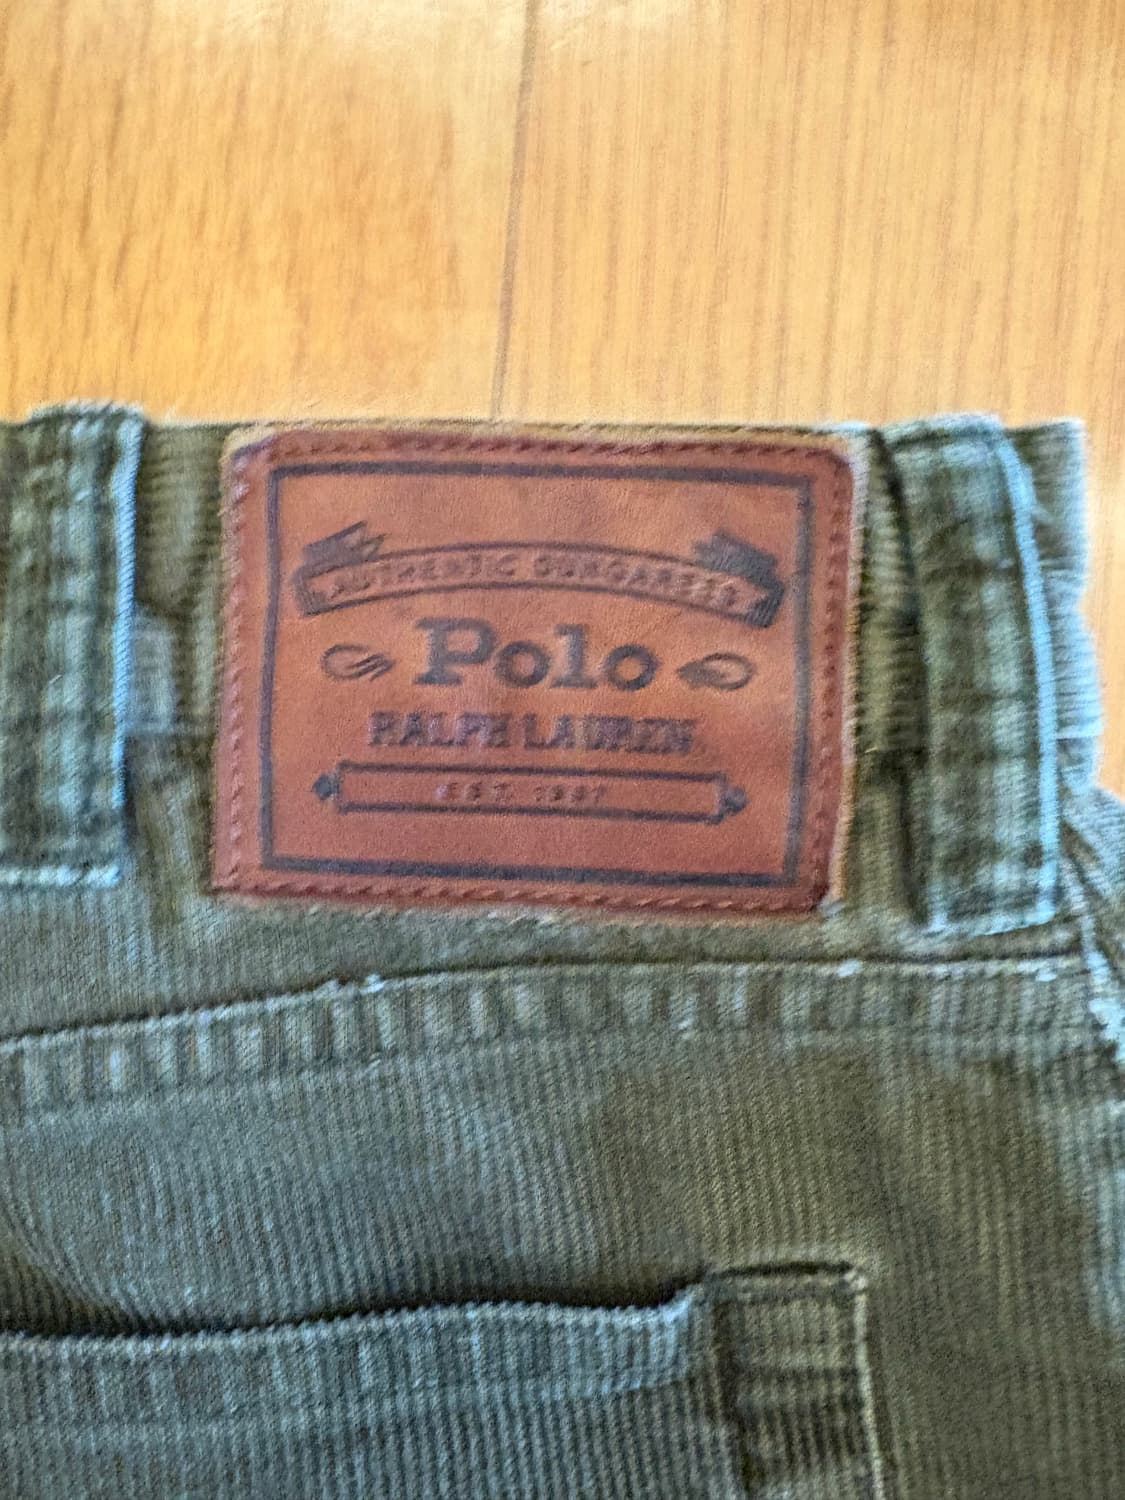 AUTHENTIC DUNGAREES
Polo
RALPH LAUREN
EST. 1967